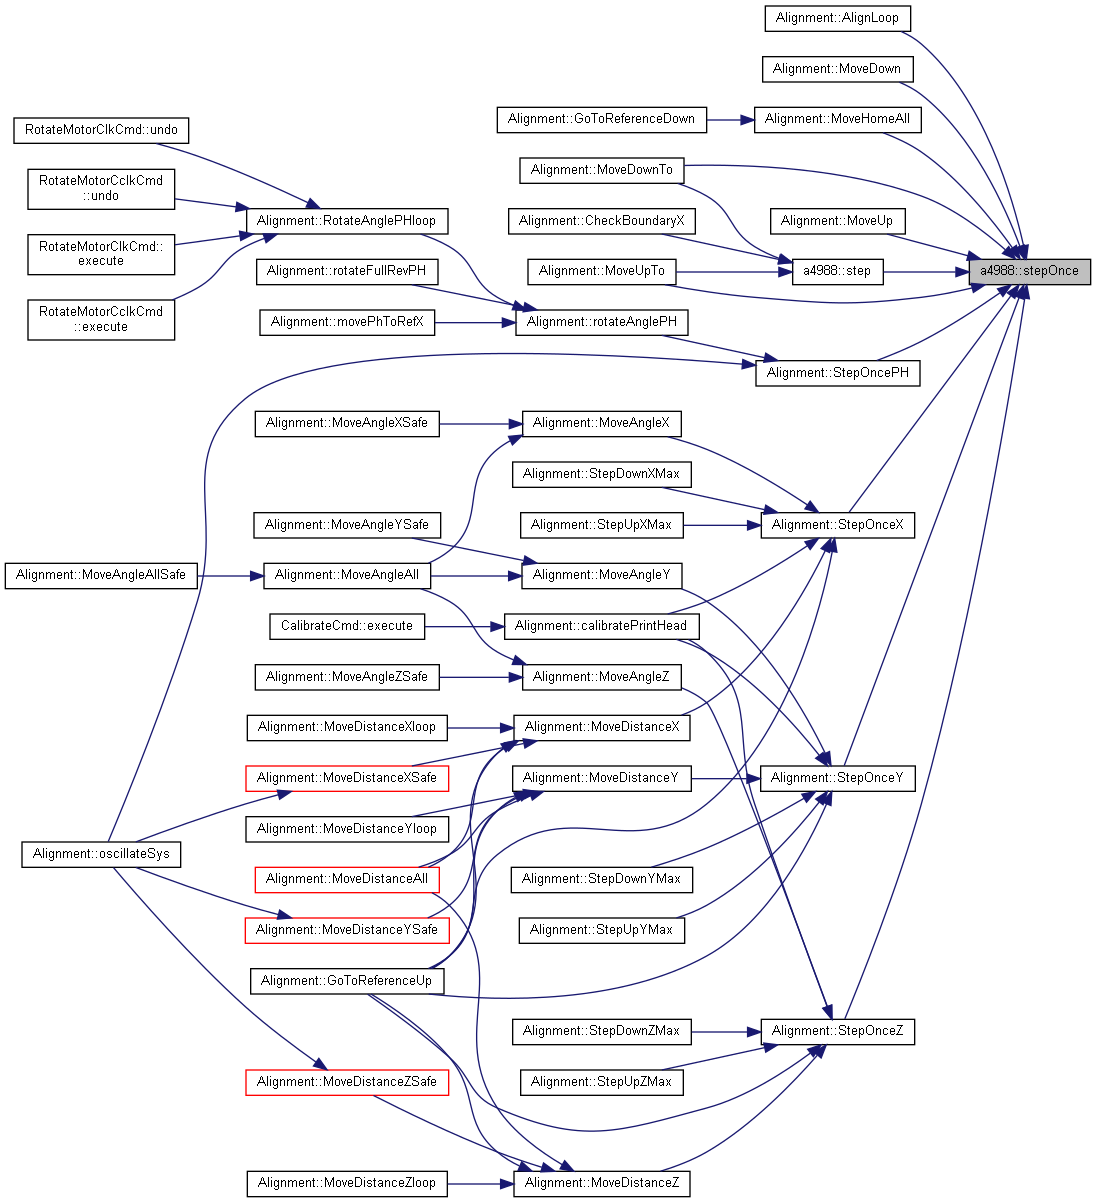 Alignment::AlignLoop
Alignment::MoveDown
Alignment::GoToReferenceDown
Alignment::MoveHomeAll
RotateMotorClkCmd::undo
Alignment::MoveDownTo
RotateMotorCclkCmd
::undo
Alignment::RotateAnglePHloop
Alignment::CheckBoundaryX
Alignment::MoveUp
RotateMotorClkCmd::
execute
Alignment::rotateFullRevPH
Alignment::MoveUpTo
a4988::step
a4988::stepOnce
RotateMotorCclkCmd
::execute
Alignment::movePhToRefX
Alignment::rotateAnglePH
Alignment::StepOncePH
Alignment::MoveAngleXSafe
Alignment::MoveAngleX
Alignment::StepDownXMax
Alignment::MoveAngleYSafe
Alignment::StepUpXMax
Alignment::StepOnceX
Alignment::MoveAngleAllSafe
Alignment::MoveAngleAll
Alignment::MoveAngleY
CalibrateCmd::execute
Alignment::calibratePrintHead
Alignment::MoveAngleZSafe
Alignment::MoveAngleZ
Alignment::MoveDistanceXloop
Alignment::MoveDistanceX
Alignment::MoveDistanceXSafe
Alignment::MoveDistanceY
Alignment::StepOnceY
Alignment::MoveDistanceYloop
Alignment::oscillateSys
Alignment::MoveDistanceAll
Alignment::StepDownYMax
Alignment::MoveDistanceYSafe
Alignment::StepUpYMax
Alignment::GoToReferenceUp
Alignment::StepDownZMax
Alignment::StepOnceZ
Alignment::MoveDistanceZSafe
Alignment::StepUpZMax
Alignment::MoveDistanceZloop
Alignment::MoveDistanceZ